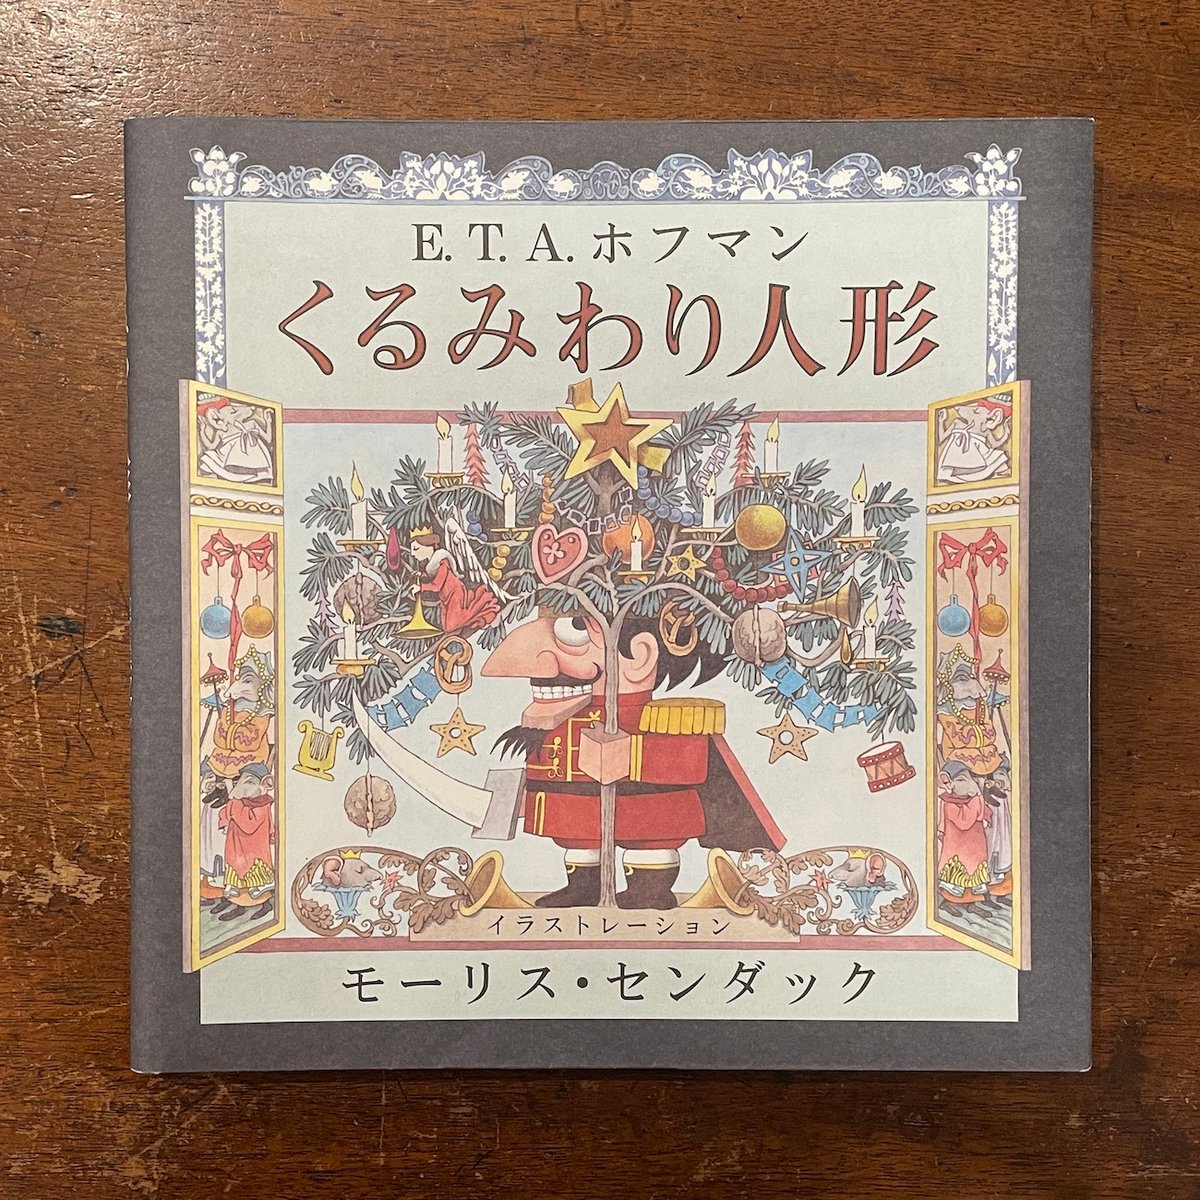 E.T.A.ホフマン
くるみわり人形
イラストレーション
モーリス・センダック